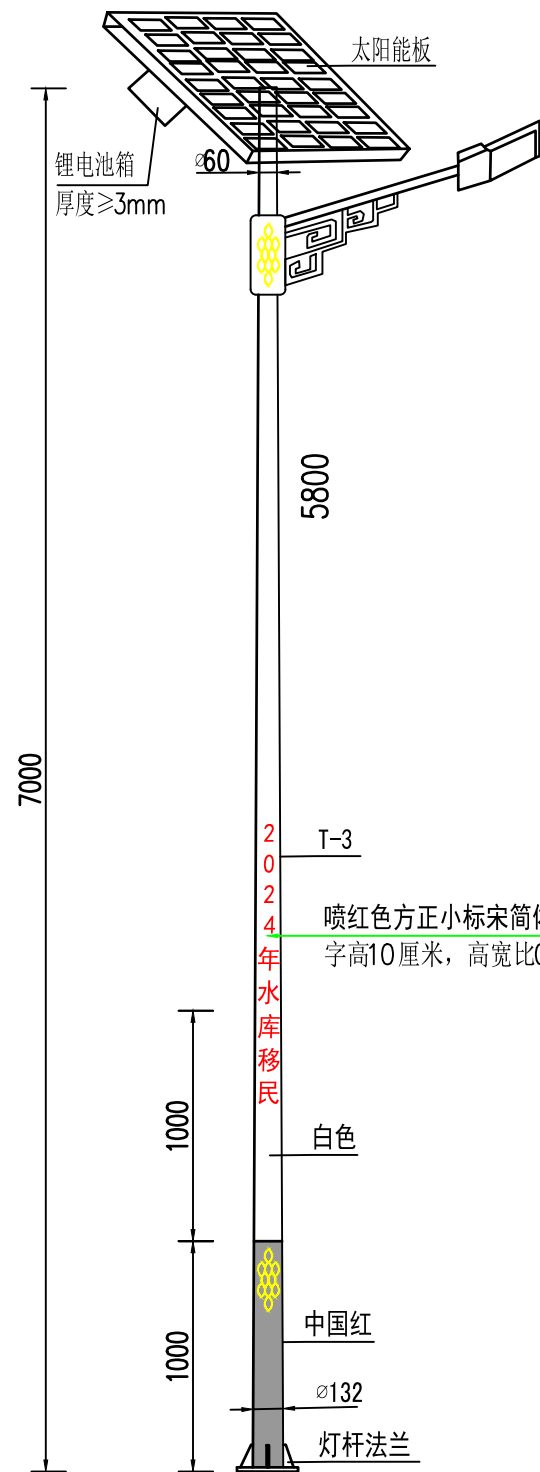 太阳能板
锂电池箱
厚度≥3mm
⌀60
5800
7000
T-3
2024年水库移民
喷红色方正小标宋简体
字高10厘米，高宽比0
1000
白色
1000
中国红
⌀132
灯杆法兰